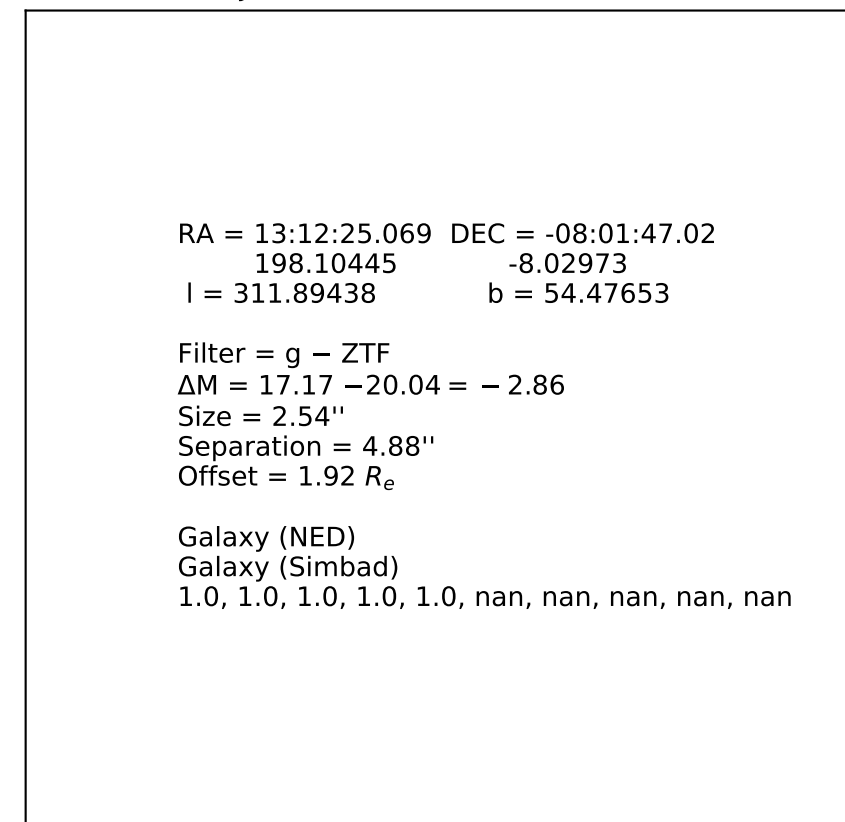 RA = 13:12:25.069 DEC = -08:01:47.02
198.10445 -8.02973
l = 311.89438 b = 54.47653
Filter = g − ZTF
ΔM = 17.17 −20.04 = − 2.86
Size = 2.54''
Separation = 4.88''
Offset = 1.92 Rₑ
Galaxy (NED)
Galaxy (Simbad)
1.0, 1.0, 1.0, 1.0, 1.0, nan, nan, nan, nan, nan